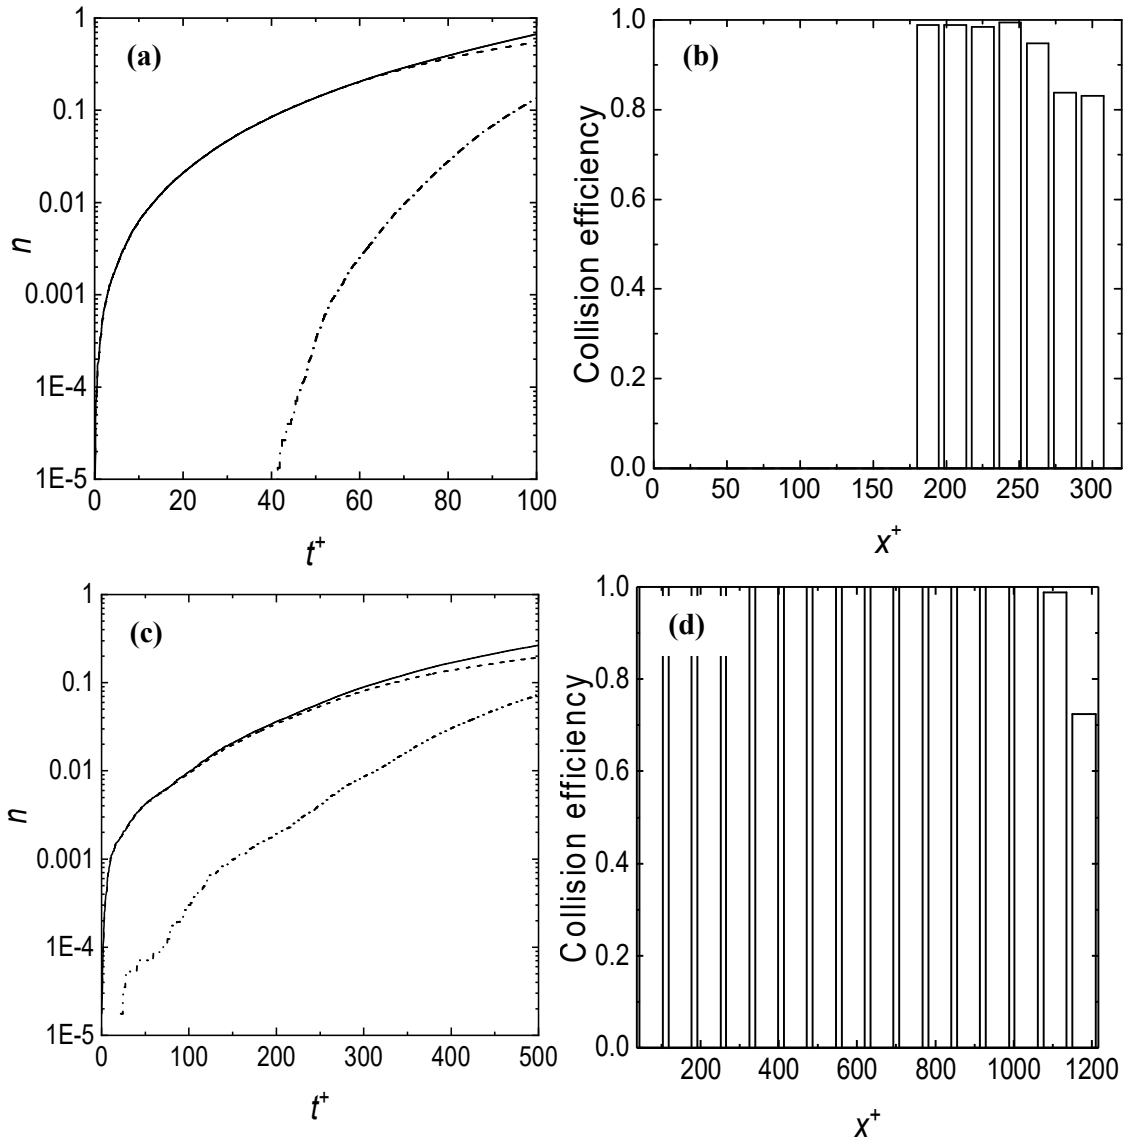 (a)
n
1
0.1
0.01
0.001
1E-4
1E-5
0 20 40 60 80 100
t+
(b)
Collision efficiency
1.0
0.8
0.6
0.4
0.2
0.0
0 50 100 150 200 250 300
x+
(c)
n
1
0.1
0.01
0.001
1E-4
1E-5
0 100 200 300 400 500
t+
(d)
Collision efficiency
1.0
0.8
0.6
0.4
0.2
0.0
200 400 600 800 1000 1200
x+